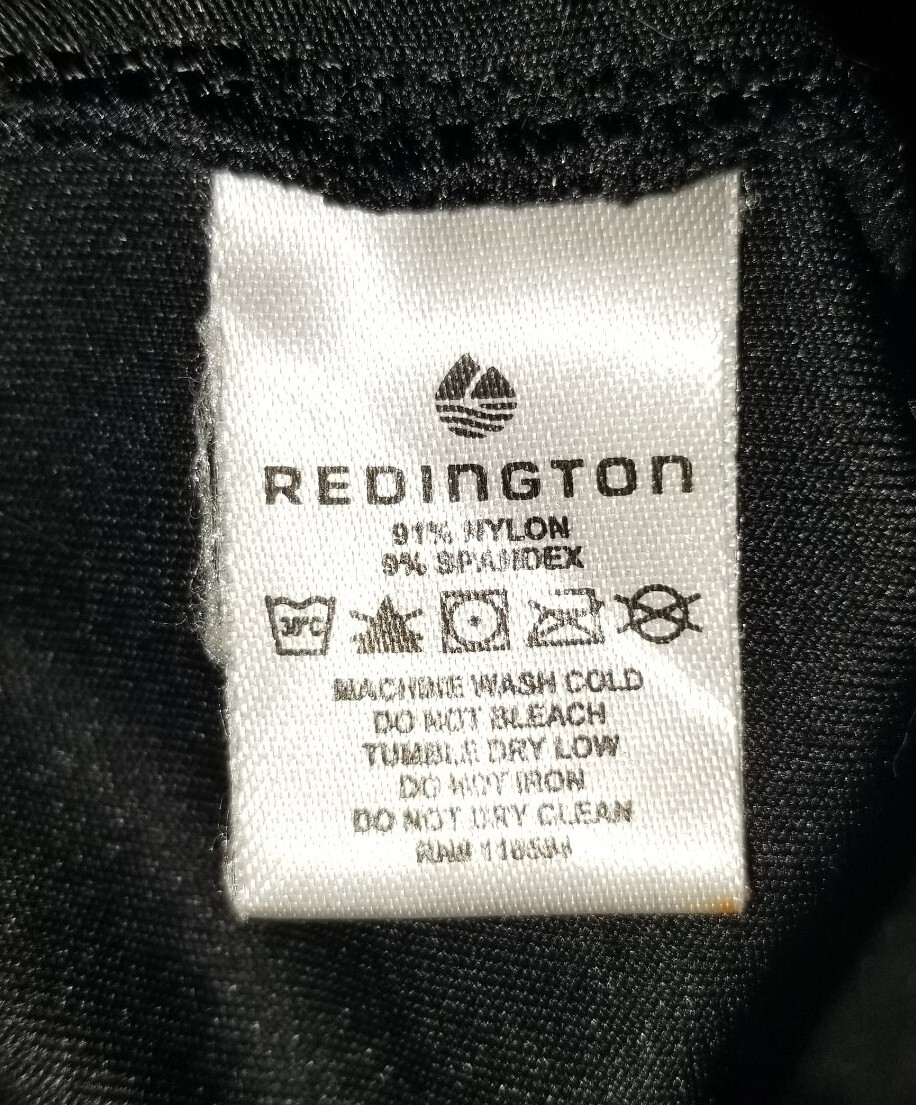 REDINGTON
91% NYLON
9% SPANDEX
30°C
MACHINE WASH COLD
DO NOT BLEACH
TUMBLE DRY LOW
DO NOT IRON
DO NOT DRY CLEAN
RN#